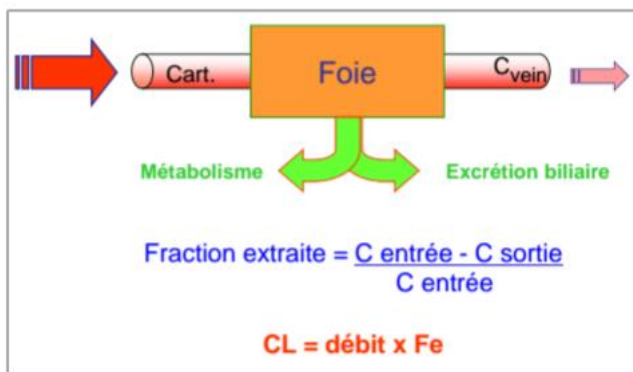 Cart.
Foie
Cvein
Métabolisme
Excrétion biliaire
Fraction extraite = C entrée - C sortie
C entrée
CL = débit x Fe